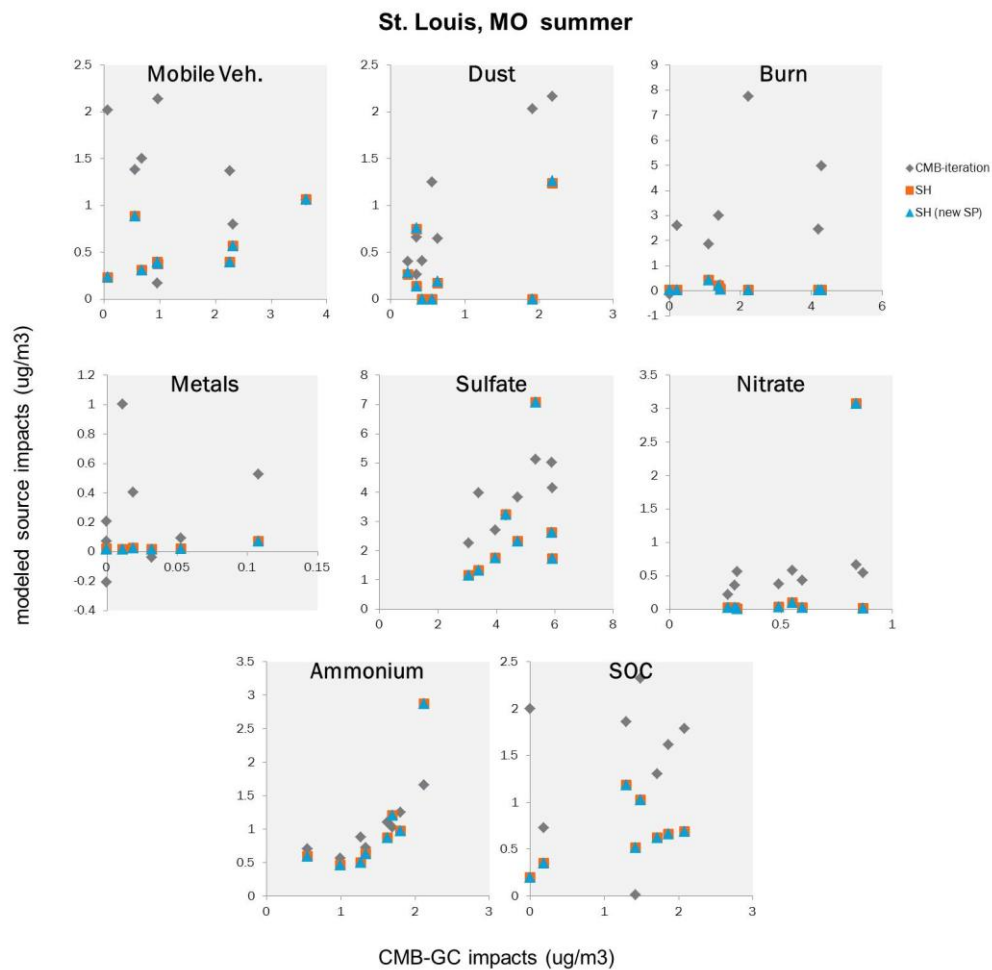 St. Louis, MO summer
Mobile Veh.
2.5
2
1.5
1
0.5
0
0 1 2 3 4
Dust
2.5
2
1.5
1
0.5
0
0 1 2 3
Burn
9
8
7
6
5
4
3
2
1
0
-1
0 2 4 6
CMB-iteration
SH
SH (new SP)
modeled source impacts (ug/m3)
Metals
1.2
1
0.8
0.6
0.4
0.2
0
-0.2
-0.4
0 0.05 0.1 0.15
Sulfate
8
7
6
5
4
3
2
1
0
0 2 4 6 8
Nitrate
3.5
3
2.5
2
1.5
1
0.5
0
0 0.5 1
Ammonium
3.5
3
2.5
2
1.5
1
0.5
0
0 1 2 3
SOC
2.5
2
1.5
1
0.5
0
0 1 2 3
CMB-GC impacts (ug/m3)